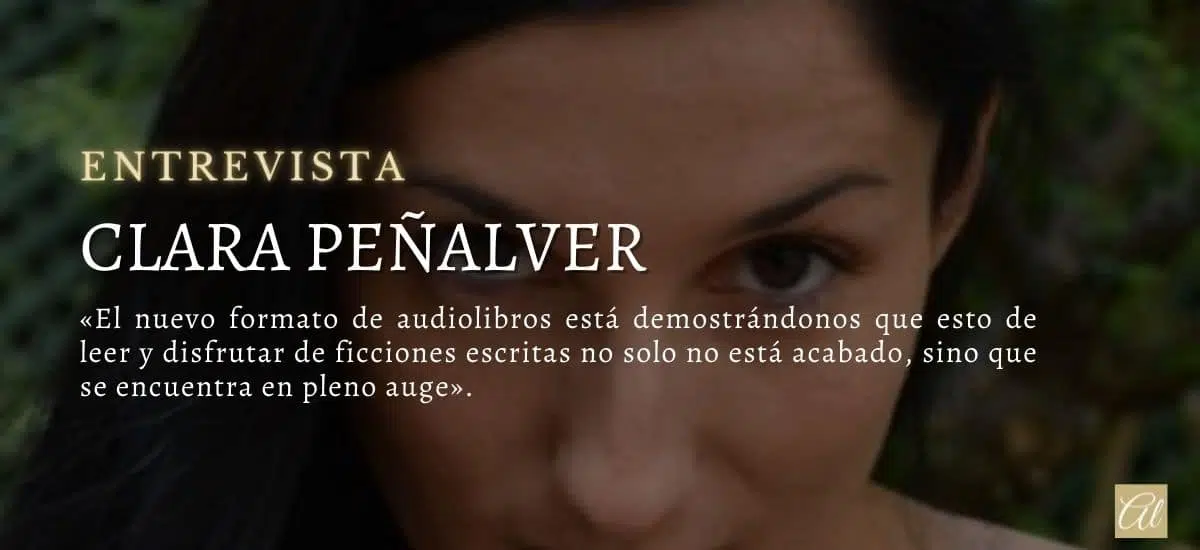 ENTREVISTA
CLARA PEÑALVER
«El nuevo formato de audiolibros está demostrándonos que esto de
leer y disfrutar de ficciones escritas no solo no está acabado, sino que
se encuentra en pleno auge».
Al